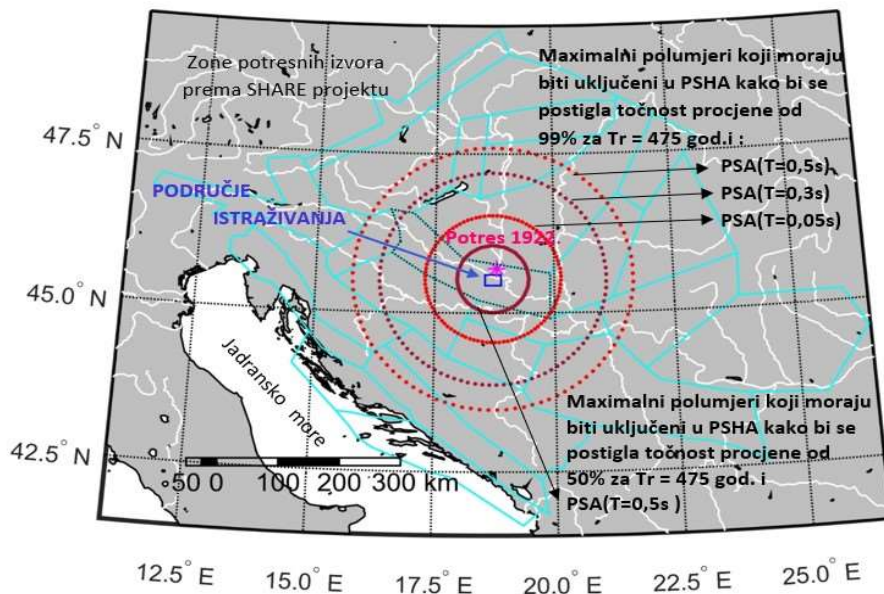 Zone potresnih izvora
prema SHARE projektu
Maximalni polumjeri koji moraju
biti uključeni u PSHA kako bi se
postigla točnost procjene od
99% za Tr = 475 god.i :
PSA(T=0,5s)
PSA(T=0,3s)
PSA(T=0,05s)
47.5° N
PODRUČJE
ISTRAŽIVANJA
Potres 1922
45.0° N
Jadransko more
Maximalni polumjeri koji moraju
biti uključeni u PSHA kako bi se
postigla točnost procjene od
50% za Tr = 475 god. i
PSA(T=0,5s )
42.5° N
50 0 100 200 300 km
12.5° E
15.0° E
17.5° E
20.0° E
22.5° E
25.0° E